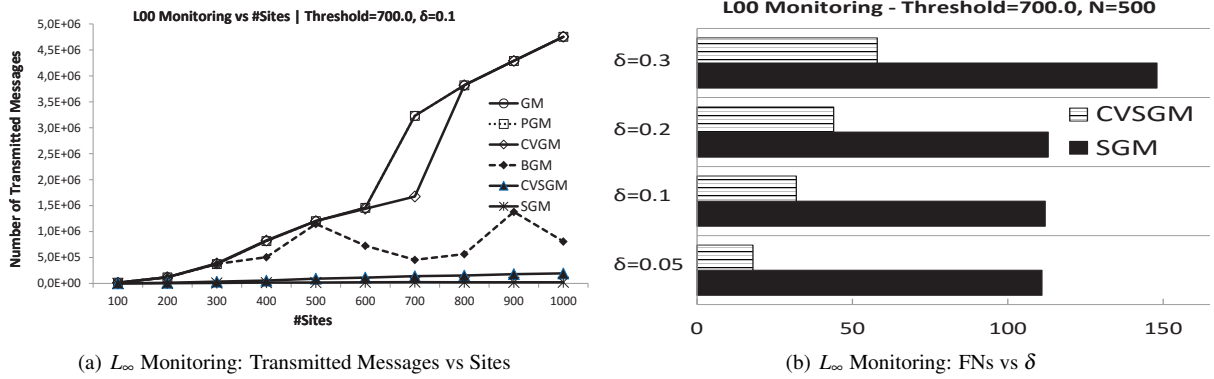 L00 Monitoring vs #Sites | Threshold=700.0, δ=0.1
Number of Transmitted Messages
5,0E+06
4,5E+06
4,0E+06
3,5E+06
3,0E+06
2,5E+06
2,0E+06
1,5E+06
1,0E+06
5,0E+05
0,0E+00
100 200 300 400 500 600 700 800 900 1000
#Sites
GM
PGM
CVGM
BGM
CVSGM
SGM
(a) L∞ Monitoring: Transmitted Messages vs Sites
L00 Monitoring - Threshold=700.0, N=500
δ=0.3
δ=0.2
δ=0.1
δ=0.05
CVSGM
SGM
0 50 100 150
(b) L∞ Monitoring: FNs vs δ